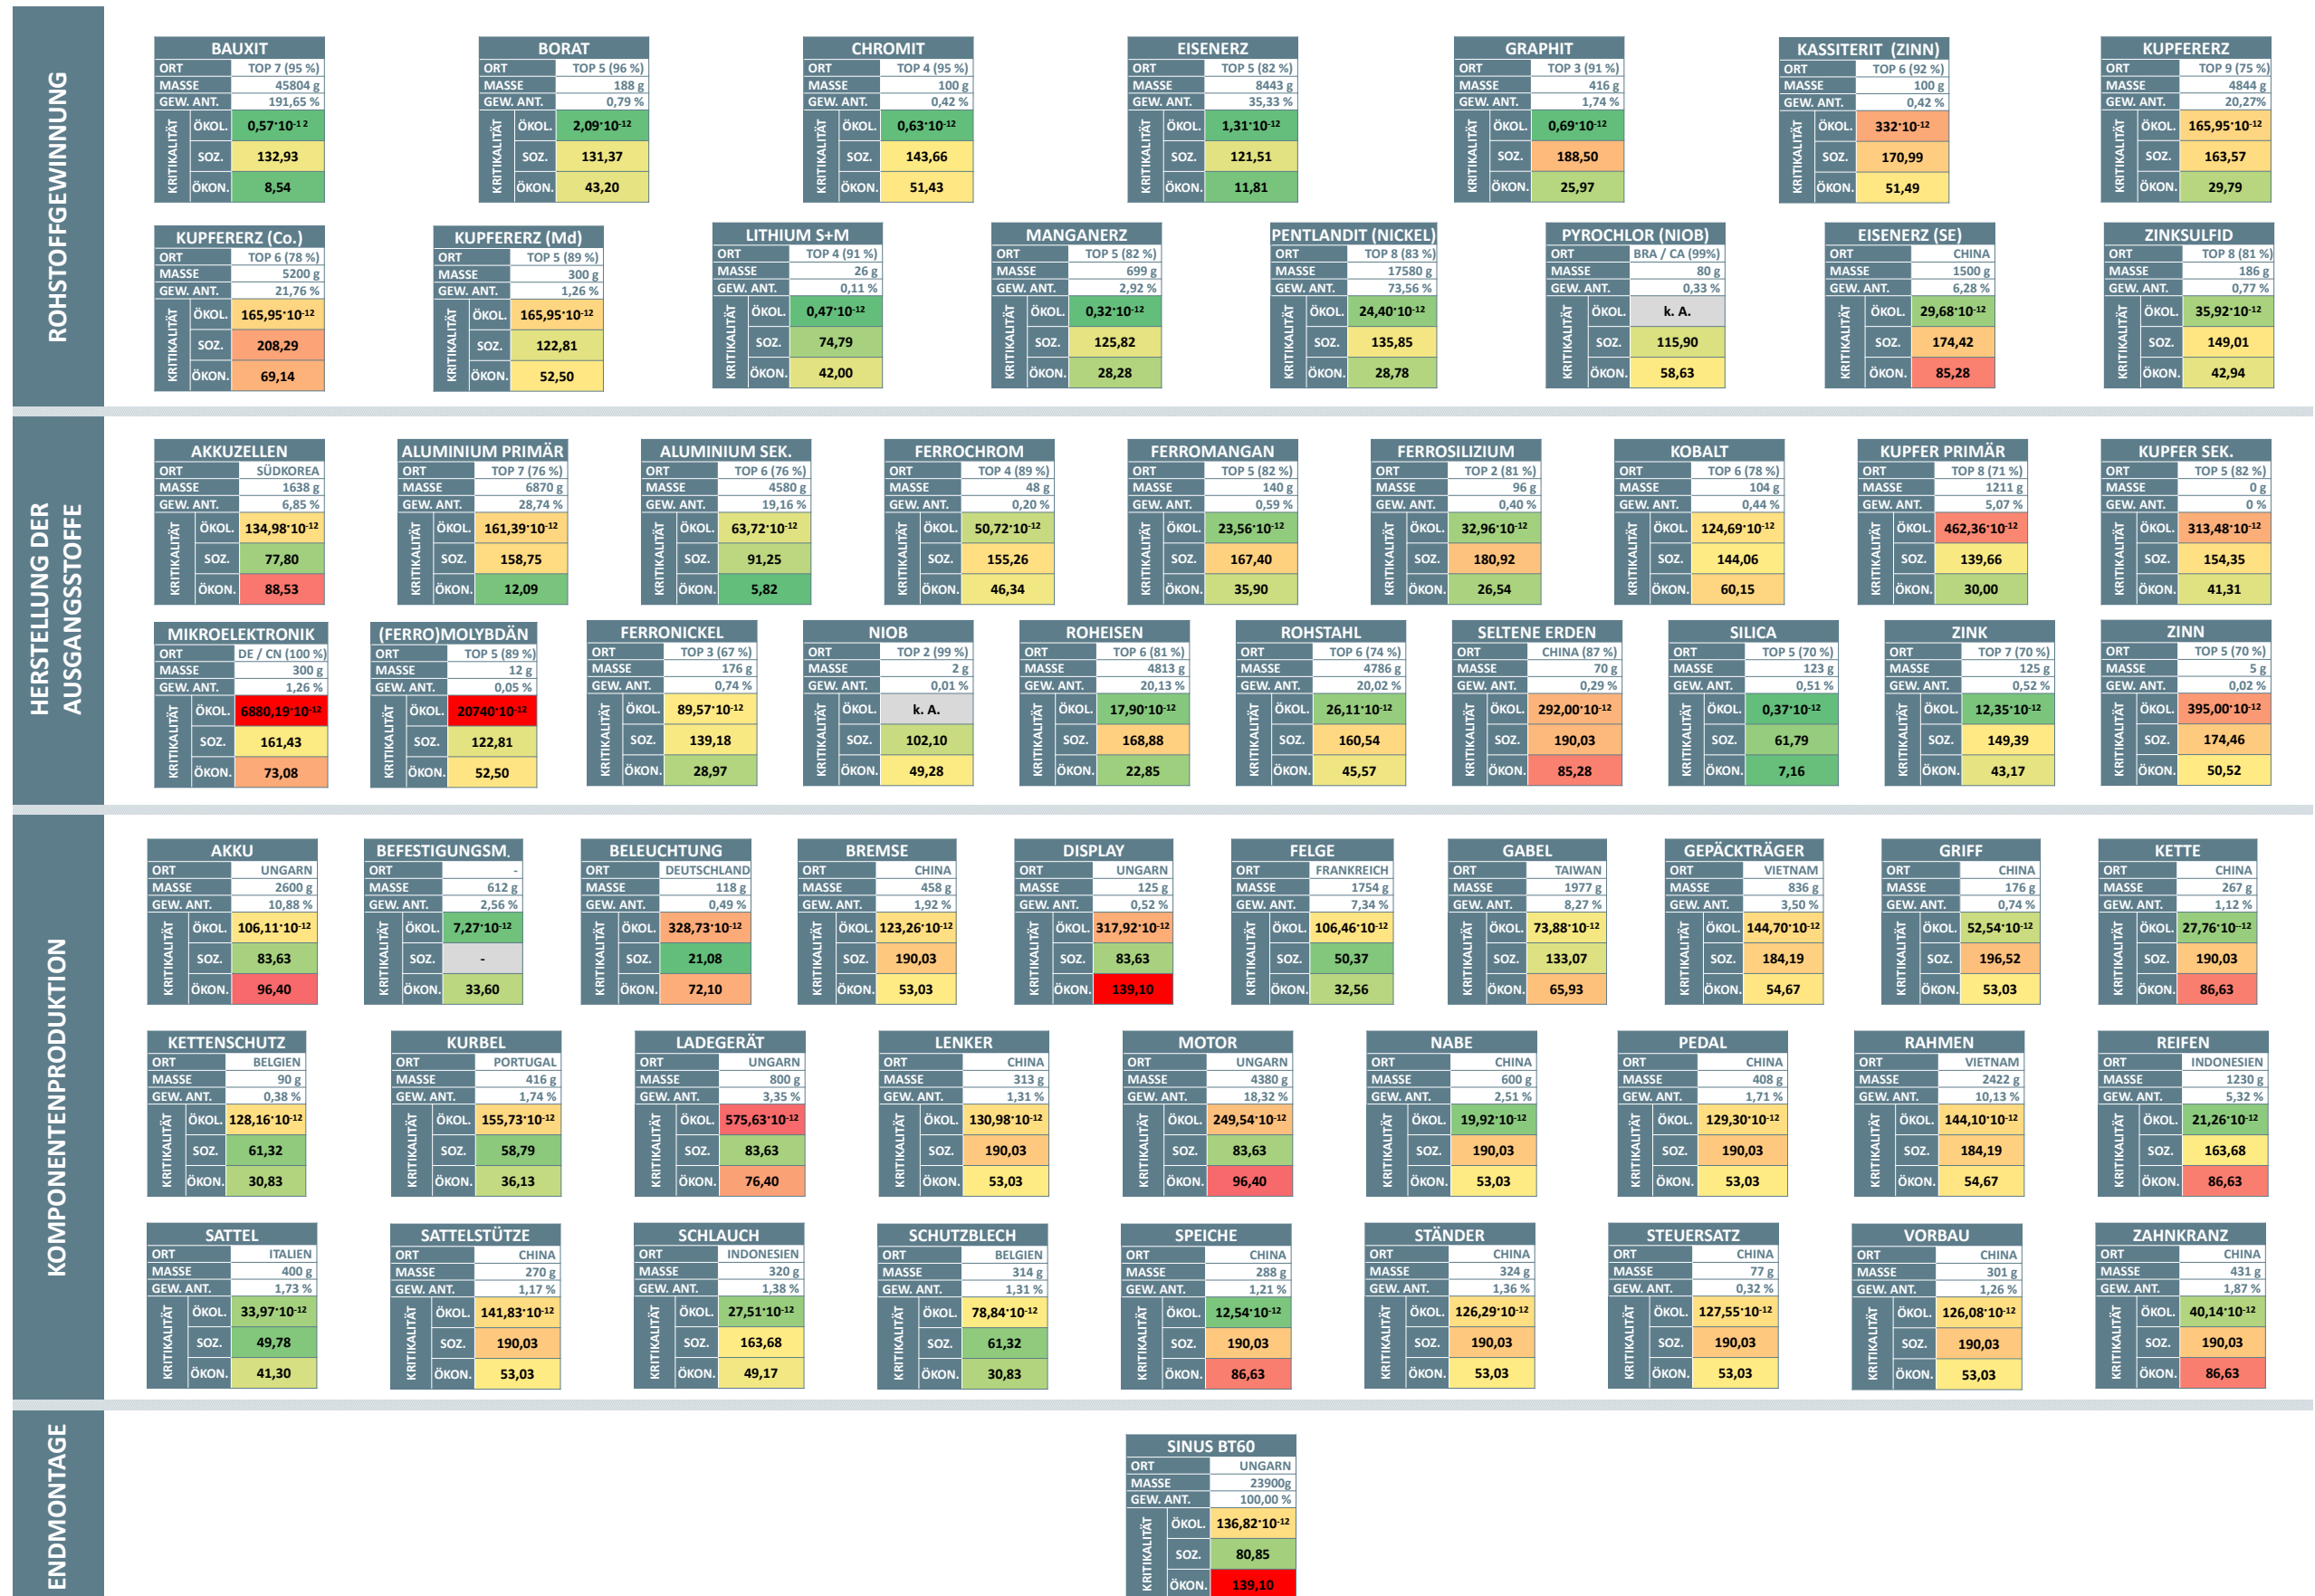 ROHSTOFFGEWINNUNG
BAUXIT
ORT TOP 7 (95 %)
MASSE 45804 g
GEW. ANT. 191,65 %
KRITIKALITÄT
ÖKOL. 0,57·10-12
SOZ. 132,93
ÖKON. 8,54
BORAT
ORT TOP 5 (96 %)
MASSE 188 g
GEW. ANT. 0,79 %
KRITIKALITÄT
ÖKOL. 2,09·10-12
SOZ. 131,37
ÖKON. 43,20
CHROMIT
ORT TOP 4 (95 %)
MASSE 100 g
GEW. ANT. 0,42 %
KRITIKALITÄT
ÖKOL. 0,63·10-12
SOZ. 143,66
ÖKON. 51,43
EISENERZ
ORT TOP 5 (82 %)
MASSE 8443 g
GEW. ANT. 35,33 %
KRITIKALITÄT
ÖKOL. 1,31·10-12
SOZ. 121,51
ÖKON. 11,81
GRAPHIT
ORT TOP 3 (91 %)
MASSE 416 g
GEW. ANT. 1,74 %
KRITIKALITÄT
ÖKOL. 0,69·10-12
SOZ. 188,50
ÖKON. 25,97
KASSITERIT (ZINN)
ORT TOP 6 (92 %)
MASSE 100 g
GEW. ANT. 0,42 %
KRITIKALITÄT
ÖKOL. 332·10-12
SOZ. 170,99
ÖKON. 51,49
KUPFERERZ
ORT TOP 9 (75 %)
MASSE 4844 g
GEW. ANT. 20,27%
KRITIKALITÄT
ÖKOL. 165,95·10-12
SOZ. 163,57
ÖKON. 29,79
KUPFERERZ (Co.)
ORT TOP 6 (78 %)
MASSE 5200 g
GEW. ANT. 21,76 %
KRITIKALITÄT
ÖKOL. 165,95·10-12
SOZ. 208,29
ÖKON. 69,14
KUPFERERZ (Md)
ORT TOP 5 (89 %)
MASSE 300 g
GEW. ANT. 1,26 %
KRITIKALITÄT
ÖKOL. 165,95·10-12
SOZ. 122,81
ÖKON. 52,50
LITHIUM S+M
ORT TOP 4 (91 %)
MASSE 26 g
GEW. ANT. 0,11 %
KRITIKALITÄT
ÖKOL. 0,47·10-12
SOZ. 74,79
ÖKON. 42,00
MANGANERZ
ORT TOP 5 (82 %)
MASSE 699 g
GEW. ANT. 2,92 %
KRITIKALITÄT
ÖKOL. 0,32·10-12
SOZ. 125,82
ÖKON. 28,28
PENTLANDIT (NICKEL)
ORT TOP 8 (83 %)
MASSE 17580 g
GEW. ANT. 73,56 %
KRITIKALITÄT
ÖKOL. 24,40·10-12
SOZ. 135,85
ÖKON. 28,78
PYROCHLOR (NIOB)
ORT BRA / CA (99%)
MASSE 80 g
GEW. ANT. 0,33 %
KRITIKALITÄT
ÖKOL. k. A.
SOZ. 115,90
ÖKON. 58,63
EISENERZ (SE)
ORT CHINA
MASSE 1500 g
GEW. ANT. 6,28 %
KRITIKALITÄT
ÖKOL. 29,68·10-12
SOZ. 174,42
ÖKON. 85,28
ZINKSULFID
ORT TOP 8 (81 %)
MASSE 186 g
GEW. ANT. 0,77 %
KRITIKALITÄT
ÖKOL. 35,92·10-12
SOZ. 149,01
ÖKON. 42,94
HERSTELLUNG DER
AUSGANGSSTOFFE
AKKUZELLEN
ORT SÜDKOREA
MASSE 1638 g
GEW. ANT. 6,85 %
KRITIKALITÄT
ÖKOL. 134,98·10-12
SOZ. 77,80
ÖKON. 88,53
ALUMINIUM PRIMÄR
ORT TOP 7 (76 %)
MASSE 6870 g
GEW. ANT. 28,74 %
KRITIKALITÄT
ÖKOL. 161,39·10-12
SOZ. 158,75
ÖKON. 12,09
ALUMINIUM SEK.
ORT TOP 6 (76 %)
MASSE 4580 g
GEW. ANT. 19,16 %
KRITIKALITÄT
ÖKOL. 63,72·10-12
SOZ. 91,25
ÖKON. 5,82
FERROCHROM
ORT TOP 4 (89 %)
MASSE 48 g
GEW. ANT. 0,20 %
KRITIKALITÄT
ÖKOL. 50,72·10-12
SOZ. 155,26
ÖKON. 46,34
FERROMANGAN
ORT TOP 5 (82 %)
MASSE 140 g
GEW. ANT. 0,59 %
KRITIKALITÄT
ÖKOL. 23,56·10-12
SOZ. 167,40
ÖKON. 35,90
FERROSILIZIUM
ORT TOP 2 (81 %)
MASSE 96 g
GEW. ANT. 0,40 %
KRITIKALITÄT
ÖKOL. 32,96·10-12
SOZ. 180,92
ÖKON. 26,54
KOBALT
ORT TOP 6 (78 %)
MASSE 104 g
GEW. ANT. 0,44 %
KRITIKALITÄT
ÖKOL. 124,69·10-12
SOZ. 144,06
ÖKON. 60,15
KUPFER PRIMÄR
ORT TOP 8 (71 %)
MASSE 1211 g
GEW. ANT. 5,07 %
KRITIKALITÄT
ÖKOL. 462,36·10-12
SOZ. 139,66
ÖKON. 30,00
KUPFER SEK.
ORT TOP 5 (82 %)
MASSE 0 g
GEW. ANT. 0 %
KRITIKALITÄT
ÖKOL. 313,48·10-12
SOZ. 154,35
ÖKON. 41,31
MIKROELEKTRONIK
ORT DE / CN (100 %)
MASSE 300 g
GEW. ANT. 1,26 %
KRITIKALITÄT
ÖKOL. 6880,19·10-12
SOZ. 161,43
ÖKON. 73,08
(FERRO)MOLYBDÄN
ORT TOP 5 (89 %)
MASSE 12 g
GEW. ANT. 0,05 %
KRITIKALITÄT
ÖKOL. 20740·10-12
SOZ. 122,81
ÖKON. 52,50
FERRONICKEL
ORT TOP 3 (67 %)
MASSE 176 g
GEW. ANT. 0,74 %
KRITIKALITÄT
ÖKOL. 89,57·10-12
SOZ. 139,18
ÖKON. 28,97
NIOB
ORT TOP 2 (99 %)
MASSE 2 g
GEW. ANT. 0,01 %
KRITIKALITÄT
ÖKOL. k. A.
SOZ. 102,10
ÖKON. 49,28
ROHEISEN
ORT TOP 6 (81 %)
MASSE 4813 g
GEW. ANT. 20,13 %
KRITIKALITÄT
ÖKOL. 17,90·10-12
SOZ. 168,88
ÖKON. 22,85
ROHSTAHL
ORT TOP 6 (74 %)
MASSE 4786 g
GEW. ANT. 20,02 %
KRITIKALITÄT
ÖKOL. 26,11·10-12
SOZ. 160,54
ÖKON. 45,57
SELTENE ERDEN
ORT CHINA (87 %)
MASSE 70 g
GEW. ANT. 0,29 %
KRITIKALITÄT
ÖKOL. 292,00·10-12
SOZ. 190,03
ÖKON. 85,28
SILICA
ORT TOP 5 (70 %)
MASSE 123 g
GEW. ANT. 0,51 %
KRITIKALITÄT
ÖKOL. 0,37·10-12
SOZ. 61,79
ÖKON. 7,16
ZINK
ORT TOP 7 (70 %)
MASSE 125 g
GEW. ANT. 0,52 %
KRITIKALITÄT
ÖKOL. 12,35·10-12
SOZ. 149,39
ÖKON. 43,17
ZINN
ORT TOP 5 (70 %)
MASSE 5 g
GEW. ANT. 0,02 %
KRITIKALITÄT
ÖKOL. 395,00·10-12
SOZ. 174,46
ÖKON. 50,52
KOMPONENTENPRODUKTION
AKKU
ORT UNGARN
MASSE 2600 g
GEW. ANT. 10,88 %
KRITIKALITÄT
ÖKOL. 106,11·10-12
SOZ. 83,63
ÖKON. 96,40
BEFESTIGUNGSM.
ORT -
MASSE 612 g
GEW. ANT. 2,56 %
KRITIKALITÄT
ÖKOL. 7,27·10-12
SOZ. -
ÖKON. 33,60
BELEUCHTUNG
ORT DEUTSCHLAND
MASSE 118 g
GEW. ANT. 0,49 %
KRITIKALITÄT
ÖKOL. 328,73·10-12
SOZ. 21,08
ÖKON. 72,10
BREMSE
ORT CHINA
MASSE 458 g
GEW. ANT. 1,92 %
KRITIKALITÄT
ÖKOL. 123,26·10-12
SOZ. 190,03
ÖKON. 53,03
DISPLAY
ORT UNGARN
MASSE 125 g
GEW. ANT. 0,52 %
KRITIKALITÄT
ÖKOL. 317,92·10-12
SOZ. 83,63
ÖKON. 139,10
FELGE
ORT FRANKREICH
MASSE 1754 g
GEW. ANT. 7,34 %
KRITIKALITÄT
ÖKOL. 106,46·10-12
SOZ. 50,37
ÖKON. 32,56
GABEL
ORT TAIWAN
MASSE 1977 g
GEW. ANT. 8,27 %
KRITIKALITÄT
ÖKOL. 73,88·10-12
SOZ. 133,07
ÖKON. 65,93
GEPÄCKTRÄGER
ORT VIETNAM
MASSE 836 g
GEW. ANT. 3,50 %
KRITIKALITÄT
ÖKOL. 144,70·10-12
SOZ. 184,19
ÖKON. 54,67
GRIFF
ORT CHINA
MASSE 176 g
GEW. ANT. 0,74 %
KRITIKALITÄT
ÖKOL. 52,54·10-12
SOZ. 196,52
ÖKON. 53,03
KETTE
ORT CHINA
MASSE 267 g
GEW. ANT. 1,12 %
KRITIKALITÄT
ÖKOL. 27,76·10--12
SOZ. 190,03
ÖKON. 86,63
KETTENSCHUTZ
ORT BELGIEN
MASSE 90 g
GEW. ANT. 0,38 %
KRITIKALITÄT
ÖKOL. 128,16·10-12
SOZ. 61,32
ÖKON. 30,83
KURBEL
ORT PORTUGAL
MASSE 416 g
GEW. ANT. 1,74 %
KRITIKALITÄT
ÖKOL. 155,73·10-12
SOZ. 58,79
ÖKON. 36,13
LADEGERÄT
ORT UNGARN
MASSE 800 g
GEW. ANT. 3,35 %
KRITIKALITÄT
ÖKOL. 575,63·10-12
SOZ. 83,63
ÖKON. 76,40
LENKER
ORT CHINA
MASSE 313 g
GEW. ANT. 1,31 %
KRITIKALITÄT
ÖKOL. 130,98·10-12
SOZ. 190,03
ÖKON. 53,03
MOTOR
ORT UNGARN
MASSE 4380 g
GEW. ANT. 18,32 %
KRITIKALITÄT
ÖKOL. 249,54·10-12
SOZ. 83,63
ÖKON. 96,40
NABE
ORT CHINA
MASSE 600 g
GEW. ANT. 2,51 %
KRITIKALITÄT
ÖKOL. 19,92·10-12
SOZ. 190,03
ÖKON. 53,03
PEDAL
ORT CHINA
MASSE 408 g
GEW. ANT. 1,71 %
KRITIKALITÄT
ÖKOL. 129,30·10-12
SOZ. 190,03
ÖKON. 53,03
RAHMEN
ORT VIETNAM
MASSE 2422 g
GEW. ANT. 10,13 %
KRITIKALITÄT
ÖKOL. 144,10·10-12
SOZ. 184,19
ÖKON. 54,67
REIFEN
ORT INDONESIEN
MASSE 1230 g
GEW. ANT. 5,32 %
KRITIKALITÄT
ÖKOL. 21,26·10-12
SOZ. 163,68
ÖKON. 86,63
SATTEL
ORT ITALIEN
MASSE 400 g
GEW. ANT. 1,73 %
KRITIKALITÄT
ÖKOL. 33,97·10-12
SOZ. 49,78
ÖKON. 41,30
SATTELSTÜTZE
ORT CHINA
MASSE 270 g
GEW. ANT. 1,17 %
KRITIKALITÄT
ÖKOL. 141,83·10-12
SOZ. 190,03
ÖKON. 53,03
SCHLAUCH
ORT INDONESIEN
MASSE 320 g
GEW. ANT. 1,38 %
KRITIKALITÄT
ÖKOL. 27,51·10-12
SOZ. 163,68
ÖKON. 49,17
SCHUTZBLECH
ORT BELGIEN
MASSE 314 g
GEW. ANT. 1,31 %
KRITIKALITÄT
ÖKOL. 78,84·10-12
SOZ. 61,32
ÖKON. 30,83
SPEICHE
ORT CHINA
MASSE 288 g
GEW. ANT. 1,21 %
KRITIKALITÄT
ÖKOL. 12,54·10-12
SOZ. 190,03
ÖKON. 86,63
STÄNDER
ORT CHINA
MASSE 324 g
GEW. ANT. 1,36 %
KRITIKALITÄT
ÖKOL. 126,29·10-12
SOZ. 190,03
ÖKON. 53,03
STEUERSATZ
ORT CHINA
MASSE 77 g
GEW. ANT. 0,32 %
KRITIKALITÄT
ÖKOL. 127,55·10-12
SOZ. 190,03
ÖKON. 53,03
VORBAU
ORT CHINA
MASSE 301 g
GEW. ANT. 1,26 %
KRITIKALITÄT
ÖKOL. 126,08·10-12
SOZ. 190,03
ÖKON. 53,03
ZAHNKRANZ
ORT CHINA
MASSE 431 g
GEW. ANT. 1,87 %
KRITIKALITÄT
ÖKOL. 40,14·10-12
SOZ. 190,03
ÖKON. 86,63
ENDMONTAGE
SINUS BT60
ORT UNGARN
MASSE 23900g
GEW. ANT. 100,00 %
KRITIKALITÄT
ÖKOL. 136,82·10-12
SOZ. 80,85
ÖKON. 139,10